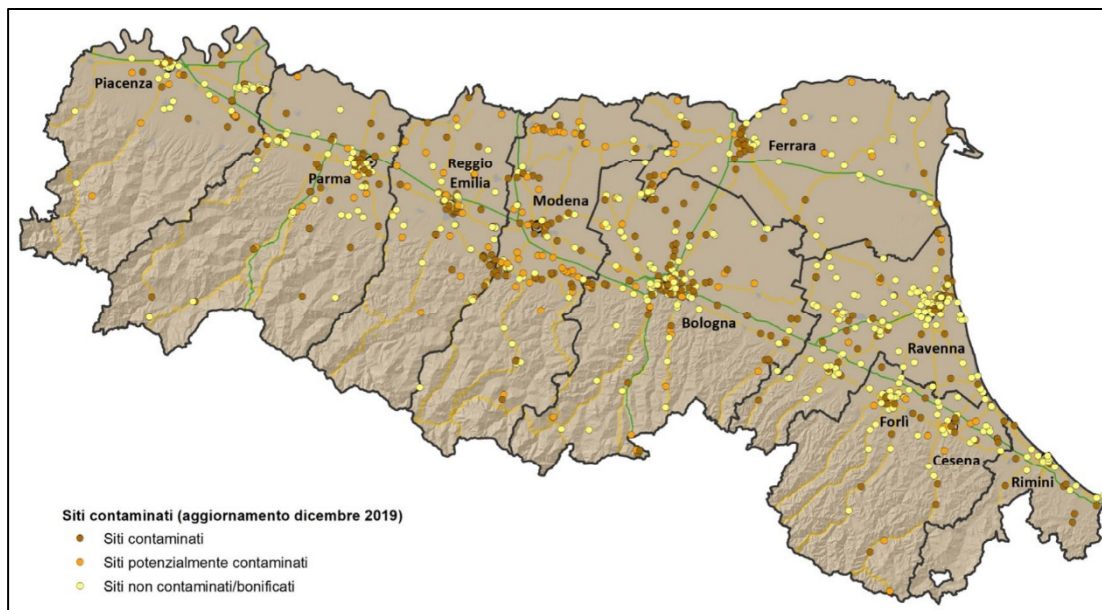 Piacenza
Parma
Reggio
Emilia
Modena
Ferrara
Bologna
Ravenna
Forlì
Cesena
Rimini
Siti contaminati (aggiornamento dicembre 2019)
Siti contaminati
Siti potenzialmente contaminati
Siti non contaminati/bonificati